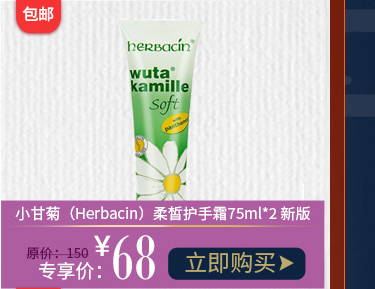 包邮
herbacin
wuta®
kamille
Soft
with
panthenol
小甘菊（Herbacin）柔皙护手霜75ml*2 新版
原价：150
专享价：¥68
立即购买